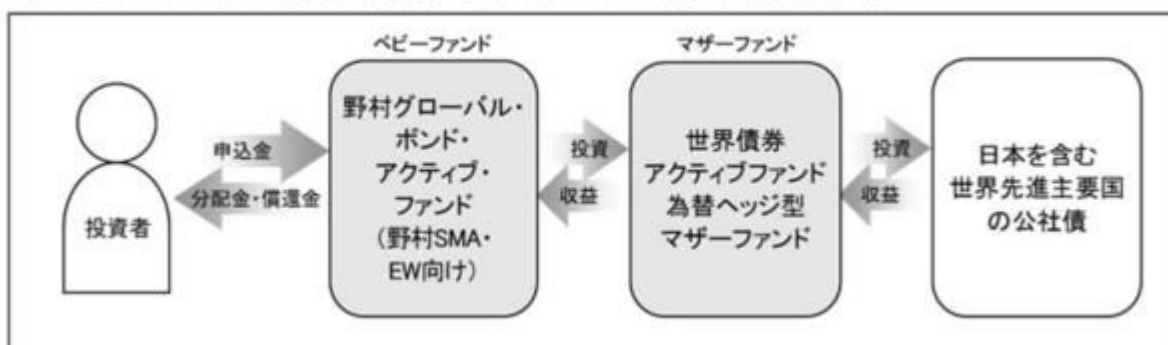 ベビーファンド
マザーファンド
投資者
申込金
分配金・償還金
野村グローバル・
ボンド・
アクティブ・
ファンド
(野村SMA・
EW向け)
投資
収益
世界債券
アクティブファンド
為替ヘッジ型
マザーファンド
投資
収益
日本を含む
世界先進主要国
の公社債